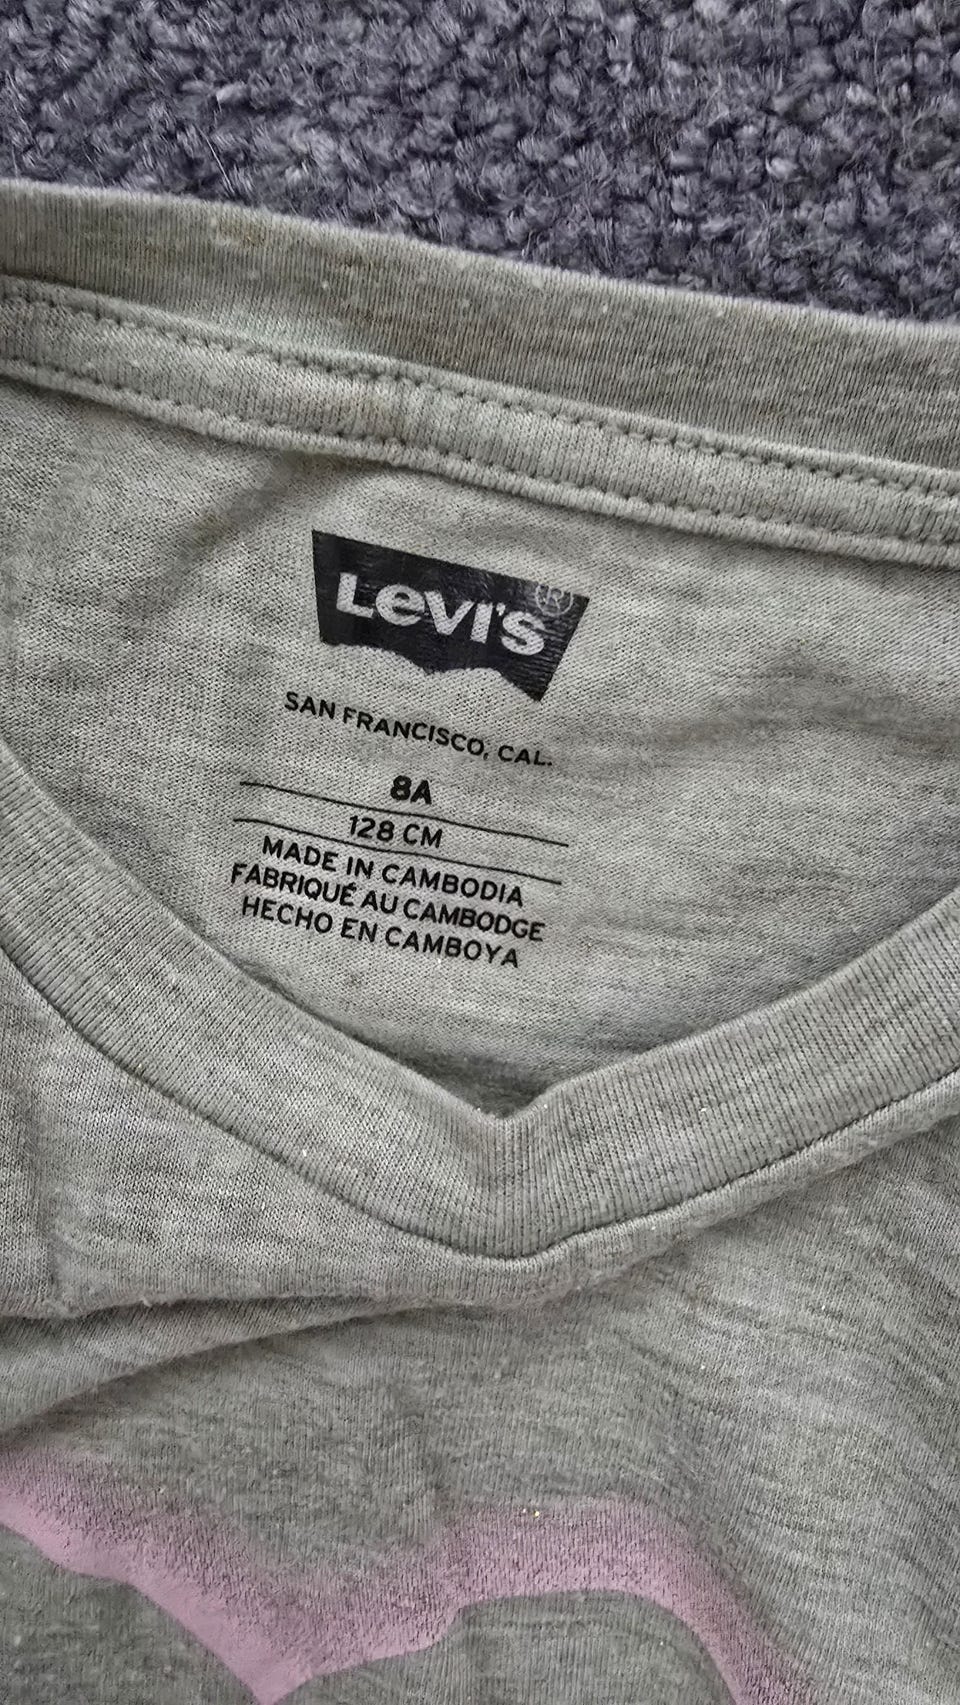 Levi's®
SAN FRANCISCO, CAL.
8A
128 CM
MADE IN CAMBODIA
FABRIQUÉ AU CAMBODGE
HECHO EN CAMBOYA